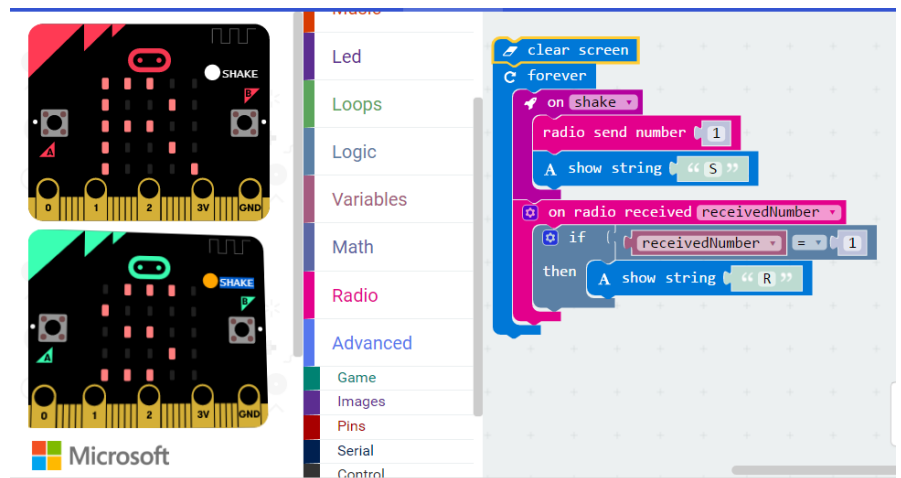 SHAKE
B
A
0 1 2 3V GND
SHAKE
B
A
0 1 2 3V GND
Microsoft
Music
Led
Loops
Logic
Variables
Math
Radio
Advanced
Game
Images
Pins
Serial
Control
clear screen
forever
on shake
radio send number 1
A show string “ S ”
on radio received receivedNumber
if receivedNumber = 1
then A show string “ R ”